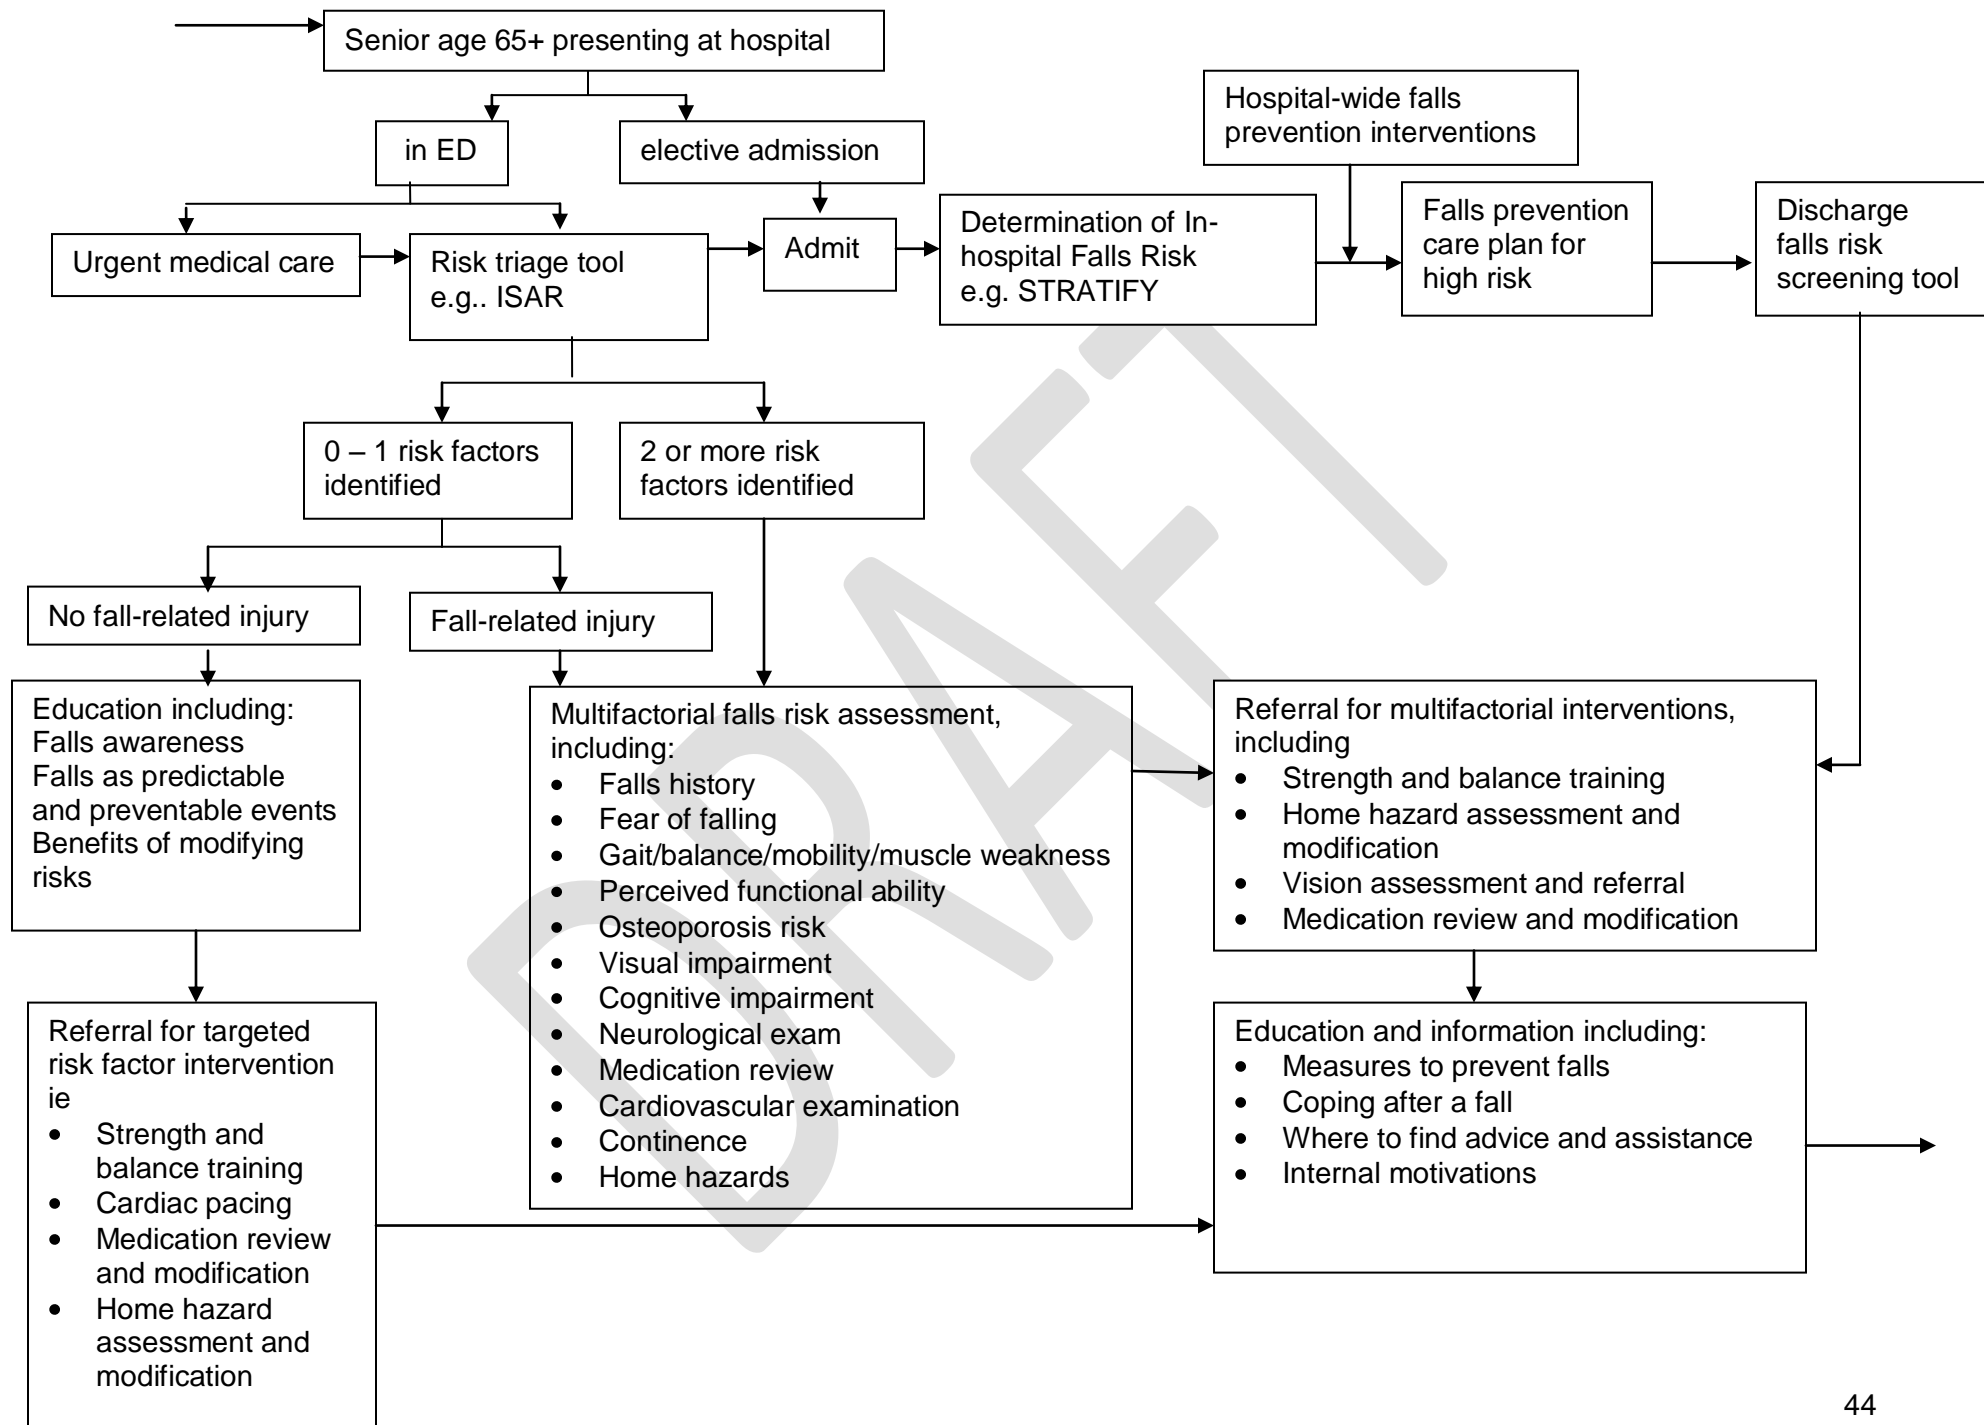 Senior age 65+ presenting at hospital
Hospital-wide falls
prevention interventions
in ED
elective admission
Urgent medical care
Risk triage tool
e.g.. ISAR
Admit
Determination of In-
hospital Falls Risk
e.g. STRATIFY
Falls prevention
care plan for
high risk
Discharge
falls risk
screening tool
0 – 1 risk factors
identified
2 or more risk
factors identified
No fall-related injury
Fall-related injury
Education including:
Falls awareness
Falls as predictable
and preventable events
Benefits of modifying
risks
Multifactorial falls risk assessment,
including:
• Falls history
• Fear of falling
• Gait/balance/mobility/muscle weakness
• Perceived functional ability
• Osteoporosis risk
• Visual impairment
• Cognitive impairment
• Neurological exam
• Medication review
• Cardiovascular examination
• Continence
• Home hazards
Referral for multifactorial interventions,
including
• Strength and balance training
• Home hazard assessment and
modification
• Vision assessment and referral
• Medication review and modification
Referral for targeted
risk factor intervention
ie
• Strength and
balance training
• Cardiac pacing
• Medication review
and modification
• Home hazard
assessment and
modification
Education and information including:
• Measures to prevent falls
• Coping after a fall
• Where to find advice and assistance
• Internal motivations
DRAFT
44